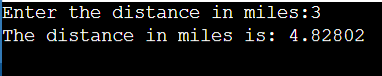 Enter the distance in miles:3
The distance in miles is: 4.82802